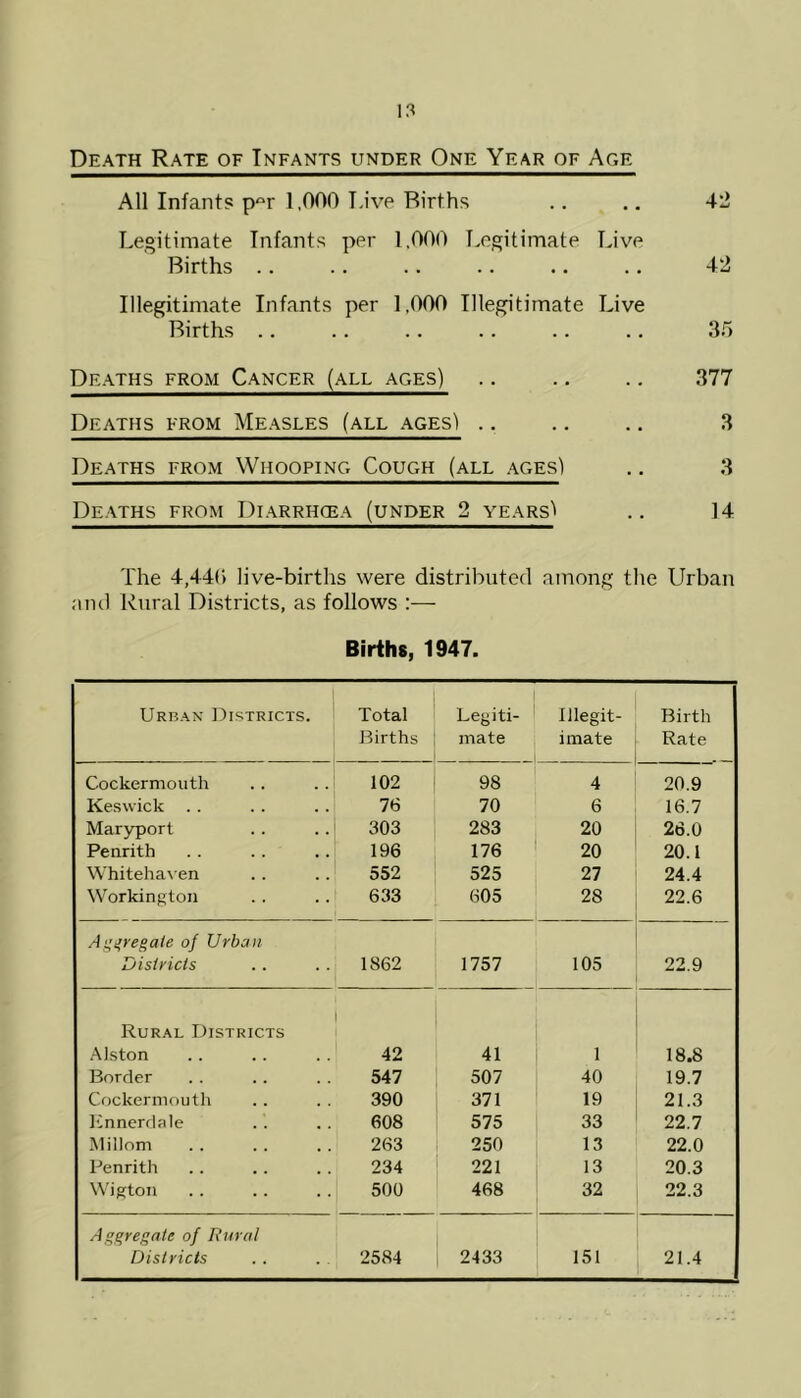 13
Death Rate of Infants under One Year of Age
All Infants per 1,000 Live Births .. .. 42
Legitimate Infants per 1,000 Legitimate Live
Births .. .. .. .. .. .. 42
Illegitimate Infants per 1,000 Illegitimate Live
Births .. .. .. .. .. .. 35
Deaths from Cancer (all ages) .. .. .. 377
Deaths from Measles (all ages) .. .. .. 3
Deaths from Whooping Cough (all ages) .. 3
Deaths from Diarrhœa (under 2 years) .. 14
The 4,446 live-births were distributed among the Urban
and Rural Districts, as follows :—
Births, 1947.
Urban Districts. Total Legiti- Illegit- Birth
Births mate imate Rate
Cockermouth .. .. 102 98 4 20.9
Keswick .. .. .. 76 70 6 16.7
Maryport .. .. 303 283 20 26.0
Penrith .. .. .. 196 176 20 20.1
Whitehaven .. .. 552 525 27 24.4
Workington .. .. 633 605 28 22.6
Aggregate of Urban
Districts .. .. 1862 1757 105 22.9
Rural Districts
Alston .. .. .. 42 41 1 18.8
Border .. .. .. 547 507 40 19.7
Cockermouth .. .. 390 371 19 21.3
Ennerdale .. .. 608 575 33 22.7
Millom .. .. .. 263 250 13 22.0
Penrith .. .. .. 234 221 13 20.3
Wigton .. .. .. 500 468 32 22.3
Aggregate of Rural
Districts .. .. 2584 2433 151 21.4